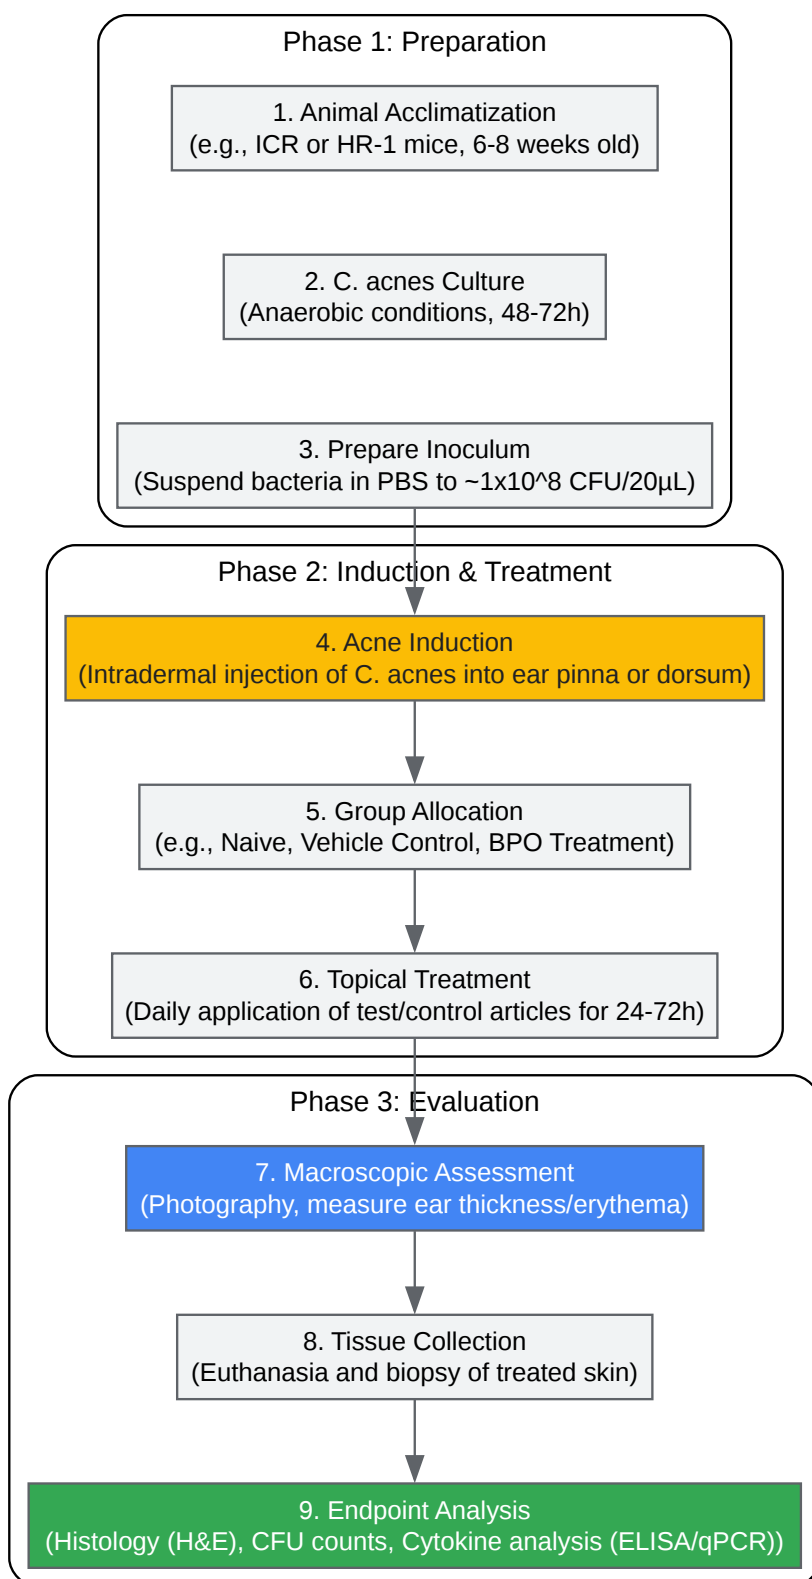 Phase 1: Preparation
1. Animal Acclimatization
(e.g., ICR or HR-1 mice, 6-8 weeks old)
2. C. acnes Culture
(Anaerobic conditions, 48-72h)
3. Prepare Inoculum
(Suspend bacteria in PBS to ~1x10^8 CFU/20µL)
Phase 2: Induction & Treatment
4. Acne Induction
(Intradermal injection of C. acnes into ear pinna or dorsum)
5. Group Allocation
(e.g., Naive, Vehicle Control, BPO Treatment)
6. Topical Treatment
(Daily application of test/control articles for 24-72h)
Phase 3: Evaluation
7. Macroscopic Assessment
(Photography, measure ear thickness/erythema)
8. Tissue Collection
(Euthanasia and biopsy of treated skin)
9. Endpoint Analysis
(Histology (H&E), CFU counts, Cytokine analysis (ELISA/qPCR))